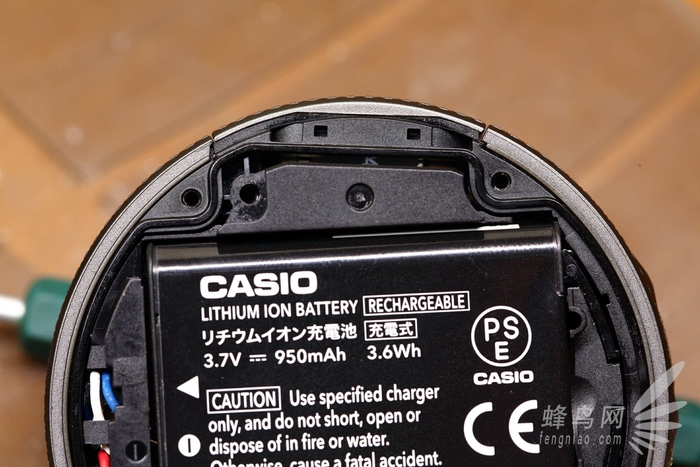 CASIO
LITHIUM ION BATTERY RECHARGEABLE
リチウムイオン充電池 充電式
3.7V ⎓ 950mAh 3.6Wh
PS
E
CASIO
CAUTION Use specified charger
only, and do not short, open or
dispose of in fire or water.
Otherwise, cause a fatal accident.
CE
蜂鸟网
fengniao.com